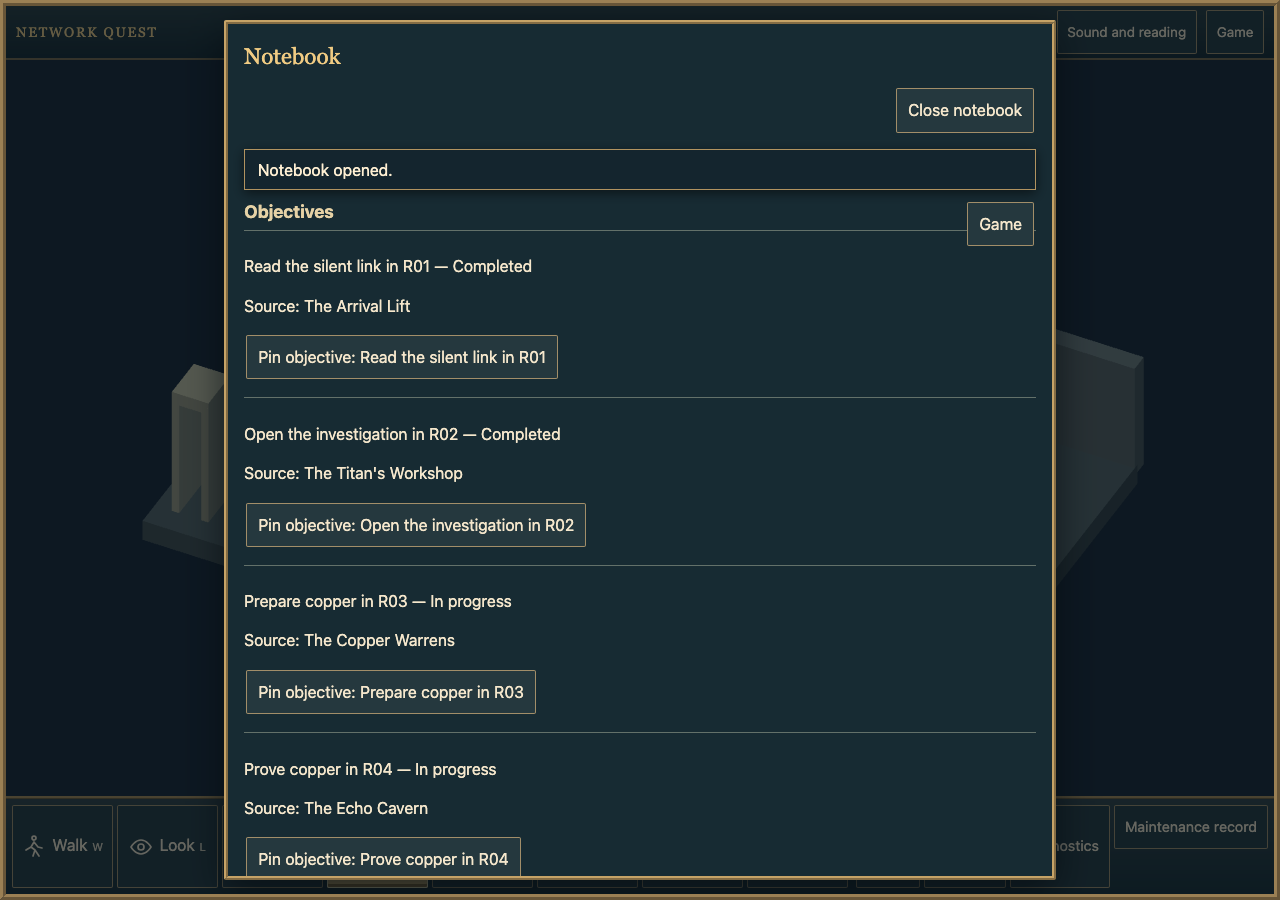 NETWORK QUEST
Sound and reading
Game
Notebook
Close notebook
Notebook opened.
Objectives
Game
Read the silent link in R01 — Completed
Source: The Arrival Lift
Pin objective: Read the silent link in R01
Open the investigation in R02 — Completed
Source: The Titan's Workshop
Pin objective: Open the investigation in R02
Prepare copper in R03 — In progress
Source: The Copper Warrens
Pin objective: Prepare copper in R03
Prove copper in R04 — In progress
Source: The Echo Cavern
Pin objective: Prove copper in R04
Walk W
Look L
nostics
Maintenance record